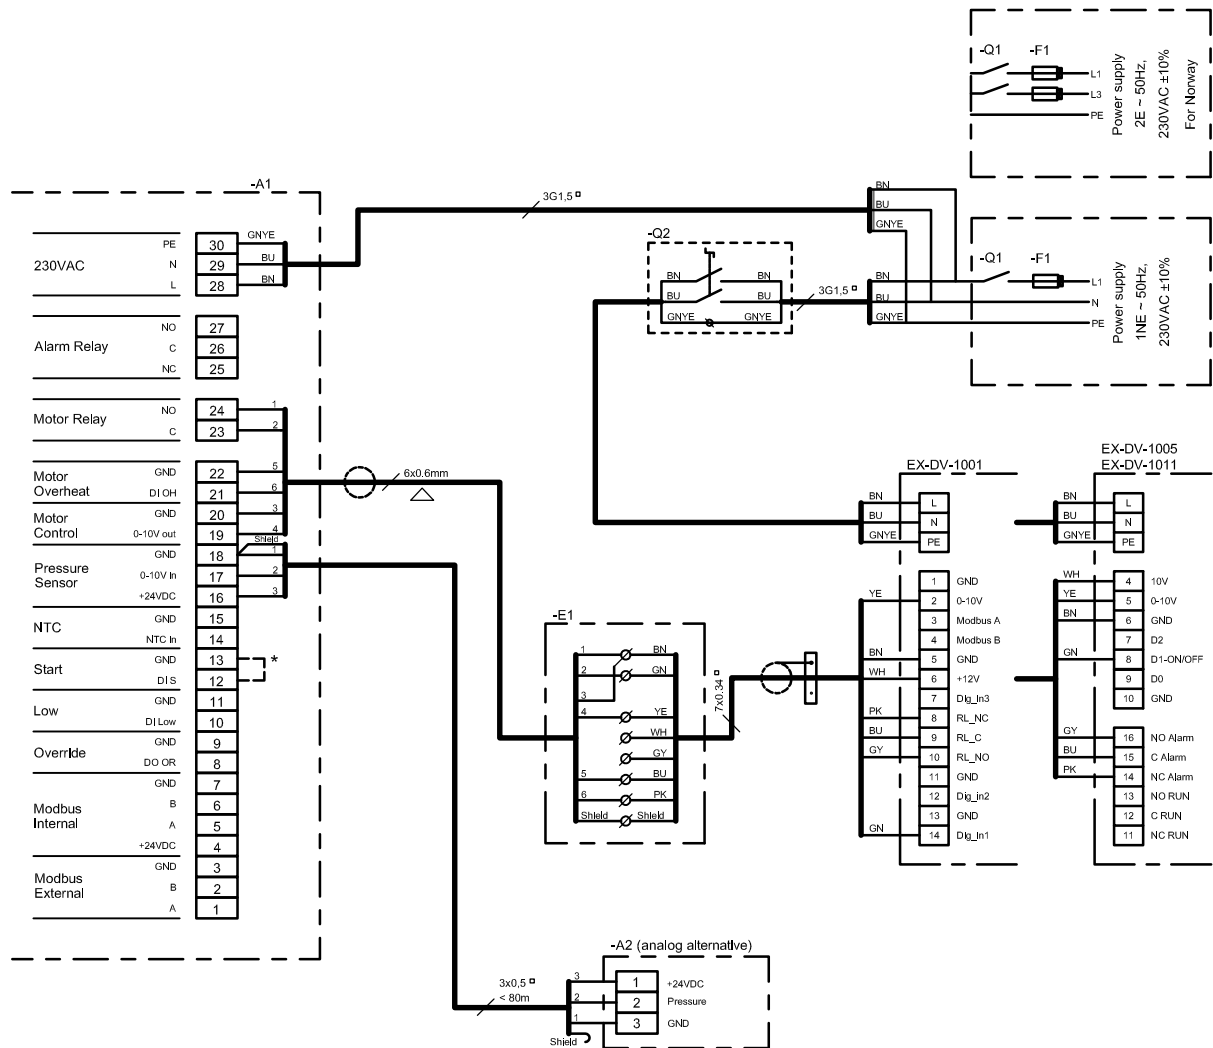 -Q1 -F1
L1
L3
PE
Power supply
2E ~ 50Hz,
230VAC ±10%
For Norway
-A1
230VAC
PE 30 GNYE
N 29 BU
L 28 BN
3G1,5
BN
BU
GNYE
-Q2
BN BN
BU BU
GNYE GNYE
3G1,5
BN
BU
GNYE
-Q1 -F1
L1
N
PE
Power supply
1NE ~ 50Hz,
230VAC ±10%
Alarm Relay
NO 27
C 26
NC 25
Motor Relay
NO 24 1
C 23 2
Motor
Overheat
GND 22 5
DI OH 21 6
Motor
Control
GND 20 3
0-10V out 19 4
Shield
Pressure
Sensor
GND 18 1
0-10V In 17 2
+24VDC 16 3
NTC
GND 15
NTC In 14
Start
GND 13 *
DI S 12
Low
GND 11
DI Low 10
Override
GND 9
DO OR 8
Modbus
Internal
GND 7
B 6
A 5
+24VDC 4
Modbus
External
GND 3
B 2
A 1
6x0.6mm
-E1
1 BN
2 GN
3
4 YE
WH
GY
5 BU
6 PK
Shield Shield
7x0.34
EX-DV-1001
BN L
BU N
GNYE PE
1 GND
YE 2 0-10V
3 Modbus A
4 Modbus B
BN 5 GND
WH 6 +12V
7 Dig_In3
PK 8 RL_NC
BU 9 RL_C
GY 10 RL_NO
11 GND
12 Dig_in2
13 GND
GN 14 Dig_In1
EX-DV-1005
EX-DV-1011
BN L
BU N
GNYE PE
WH 4 10V
YE 5 0-10V
BN 6 GND
7 D2
GN 8 D1-ON/OFF
9 D0
10 GND
GY 16 NO Alarm
BU 15 C Alarm
PK 14 NC Alarm
13 NO RUN
12 C RUN
11 NC RUN
-A2 (analog alternative)
3x0,5
< 80m
3 1 +24VDC
2 2 Pressure
1 3 GND
Shield